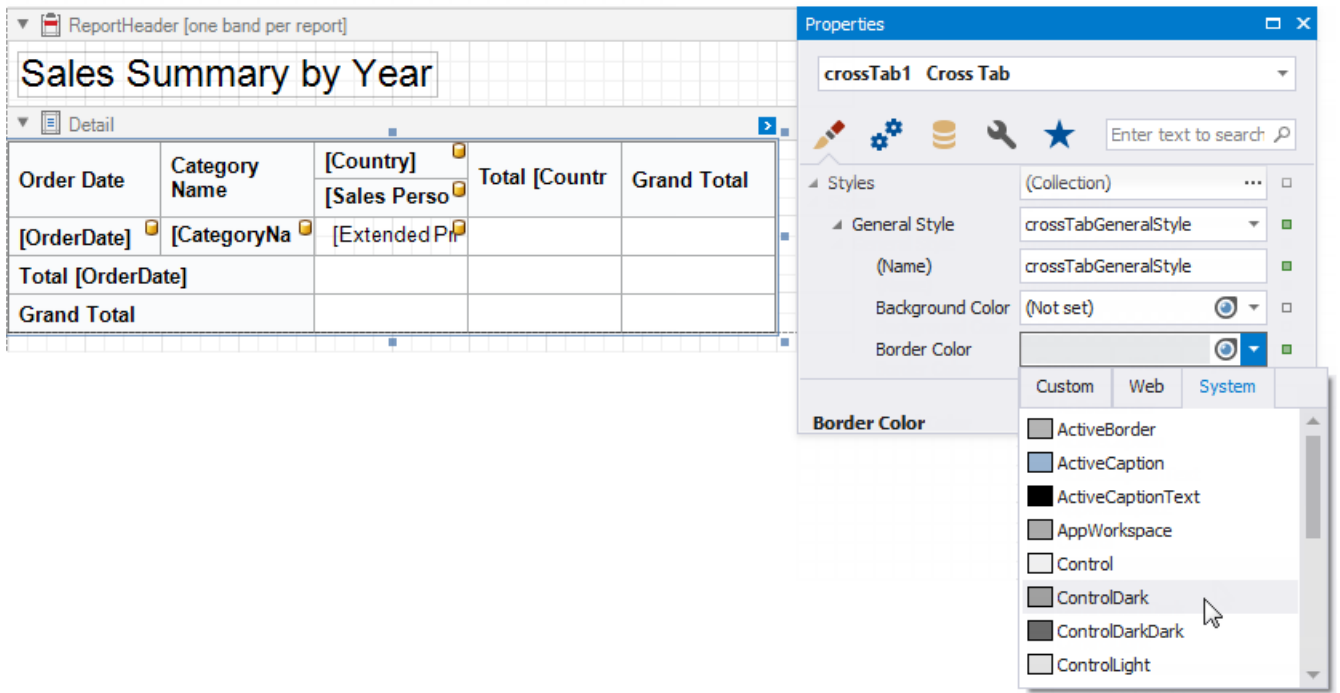 ReportHeader [one band per report]
Sales Summary by Year
Detail
Order Date
Category
Name
[Country]
[Sales Perso
Total [Countr
Grand Total
[OrderDate]
[CategoryNa
[Extended Pr
Total [OrderDate]
Grand Total
Properties
crossTab1 Cross Tab
Enter text to search
Styles
(Collection)
...
General Style
crossTabGeneralStyle
(Name)
crossTabGeneralStyle
Background Color
(Not set)
Border Color
Border Color
Custom
Web
System
ActiveBorder
ActiveCaption
ActiveCaptionText
AppWorkspace
Control
ControlDark
ControlDarkDark
ControlLight